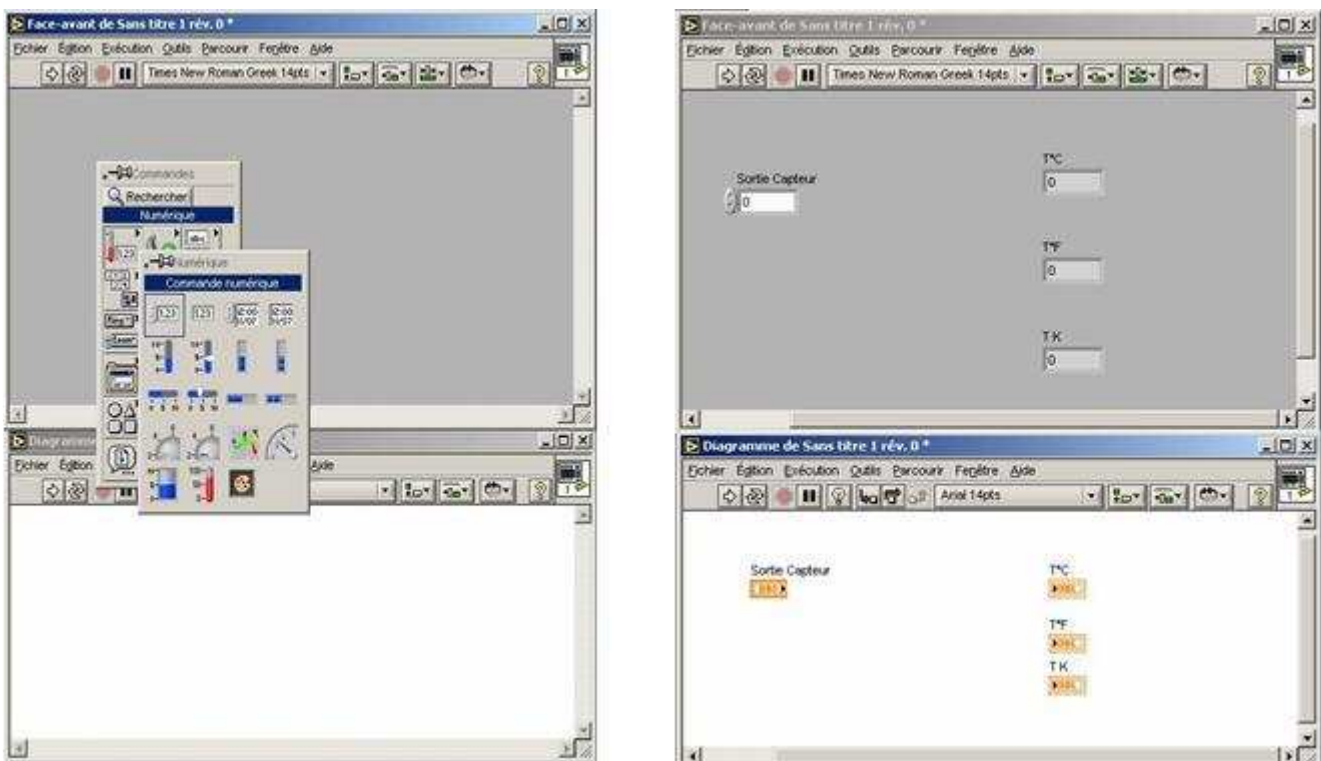 Face-avant de Sans titre 1 rév. 0 *
Fichier Édition Exécution Outils Parcourir Fenêtre Aide
Times New Roman Greek 14pts
Commandes
Rechercher
Numérique
Numérique
Commande numérique
Diagramme
Fichier Édition
Aide
Face-avant de Sans titre 1 rév. 0 *
Fichier Édition Exécution Outils Parcourir Fenêtre Aide
Times New Roman Greek 14pts
Sortie Capteur
0
T°C
0
T°F
0
T K
0
Diagramme de Sans titre 1 rév. 0 *
Fichier Édition Exécution Outils Parcourir Fenêtre Aide
Arial 14pts
Sortie Capteur
T°C
T°F
T K